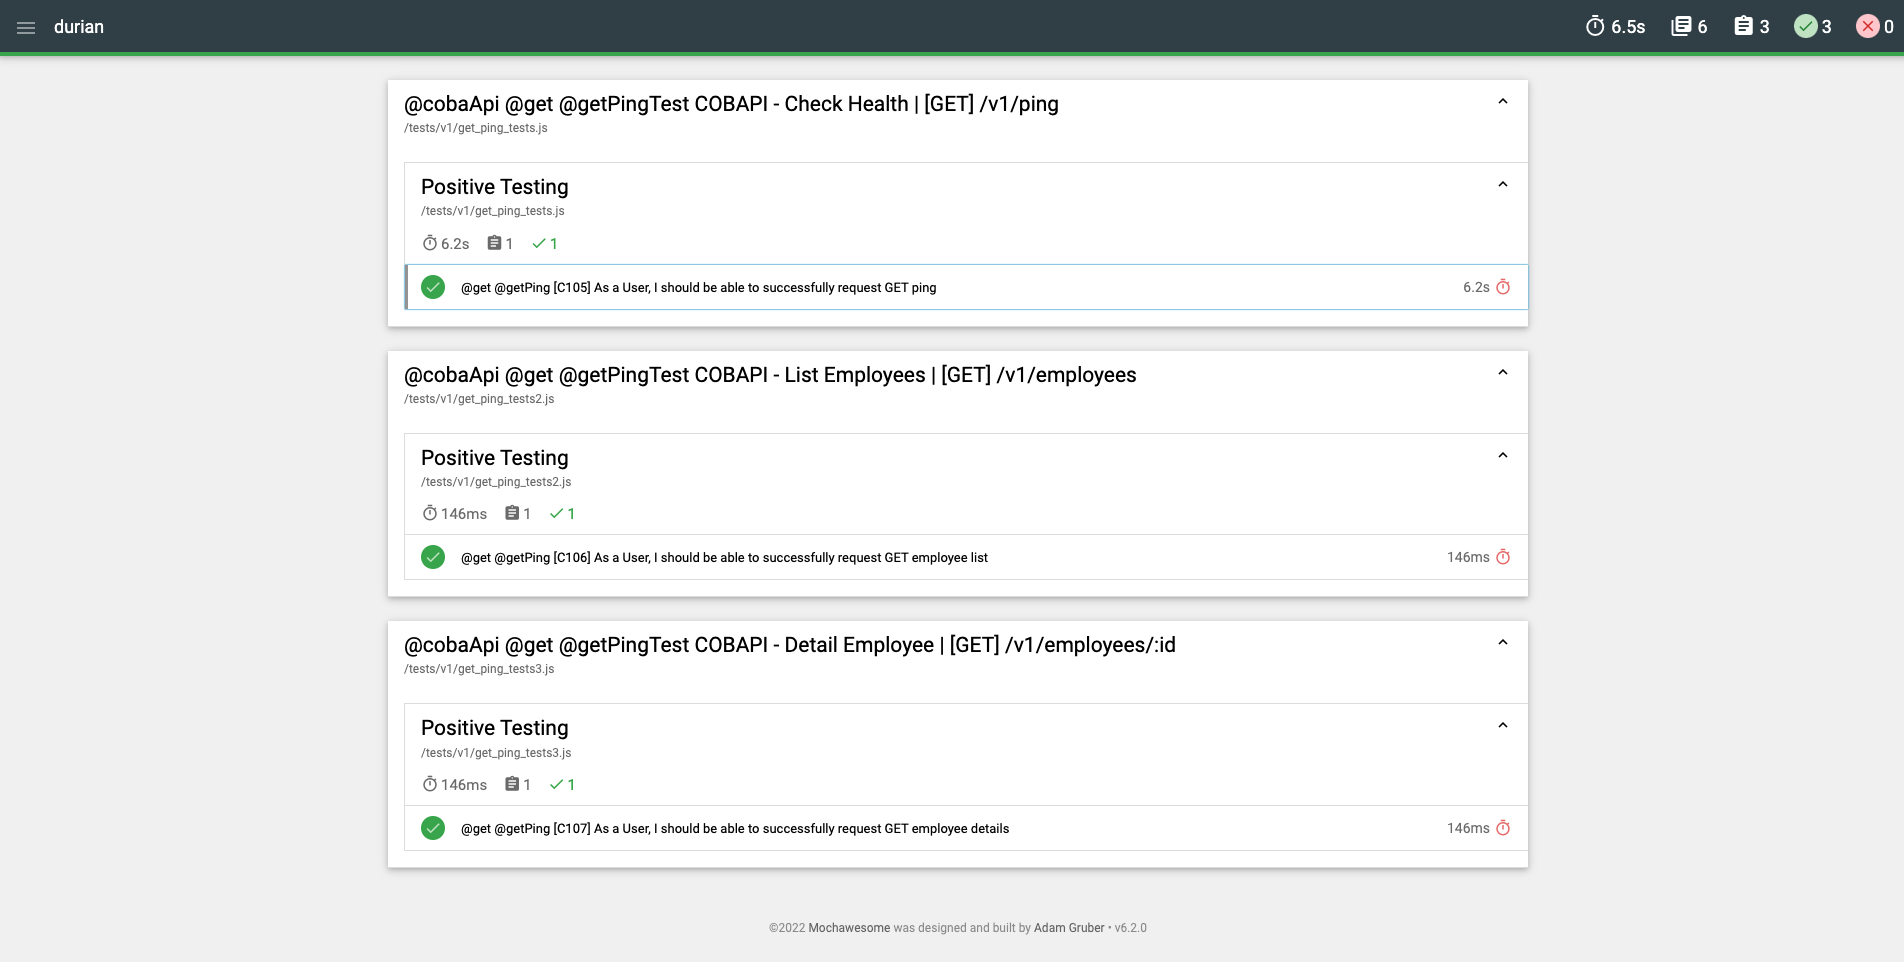 durian
6.5s 6 3 3 0
@cobaApi @get @getPingTest COBAPI - Check Health | [GET] /v1/ping
/tests/v1/get_ping_tests.js
Positive Testing
/tests/v1/get_ping_tests.js
6.2s 1 1
@get @getPing [C105] As a User, I should be able to successfully request GET ping 6.2s
@cobaApi @get @getPingTest COBAPI - List Employees | [GET] /v1/employees
/tests/v1/get_ping_tests2.js
Positive Testing
/tests/v1/get_ping_tests2.js
146ms 1 1
@get @getPing [C106] As a User, I should be able to successfully request GET employee list 146ms
@cobaApi @get @getPingTest COBAPI - Detail Employee | [GET] /v1/employees/:id
/tests/v1/get_ping_tests3.js
Positive Testing
/tests/v1/get_ping_tests3.js
146ms 1 1
@get @getPing [C107] As a User, I should be able to successfully request GET employee details 146ms
©2022 Mochawesome was designed and built by Adam Gruber • v6.2.0